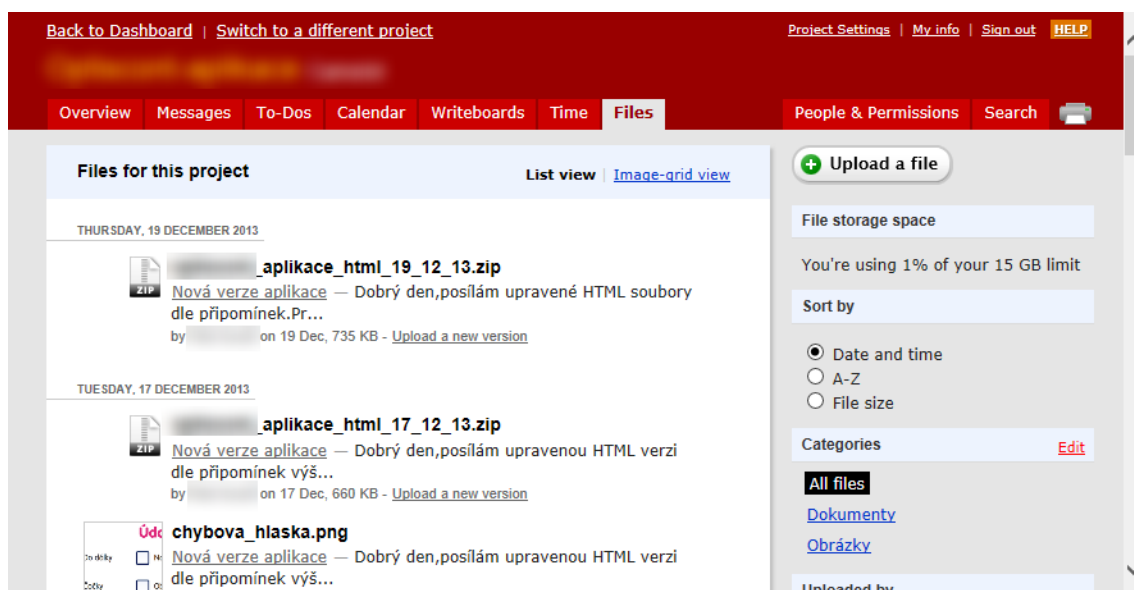 Back to Dashboard | Switch to a different project
Project Settings | My info | Sign out HELP
Overview Messages To-Dos Calendar Writeboards Time Files
People & Permissions Search
Files for this project
List view | Image-grid view
THURSDAY, 19 DECEMBER 2013
_aplikace_html_19_12_13.zip
ZIP
Nová verze aplikace — Dobrý den,posílám upravené HTML soubory
dle připomínek.Pr...
by on 19 Dec, 735 KB - Upload a new version
TUESDAY, 17 DECEMBER 2013
_aplikace_html_17_12_13.zip
ZIP
Nová verze aplikace — Dobrý den,posílám upravenou HTML verzi
dle připomínek výš...
by on 17 Dec, 660 KB - Upload a new version
chybova_hlaska.png
Nová verze aplikace — Dobrý den,posílám upravenou HTML verzi
dle připomínek výš...
Upload a file
File storage space
You're using 1% of your 15 GB limit
Sort by
Date and time
A-Z
File size
Categories Edit
All files
Dokumenty
Obrázky
Uploaded by